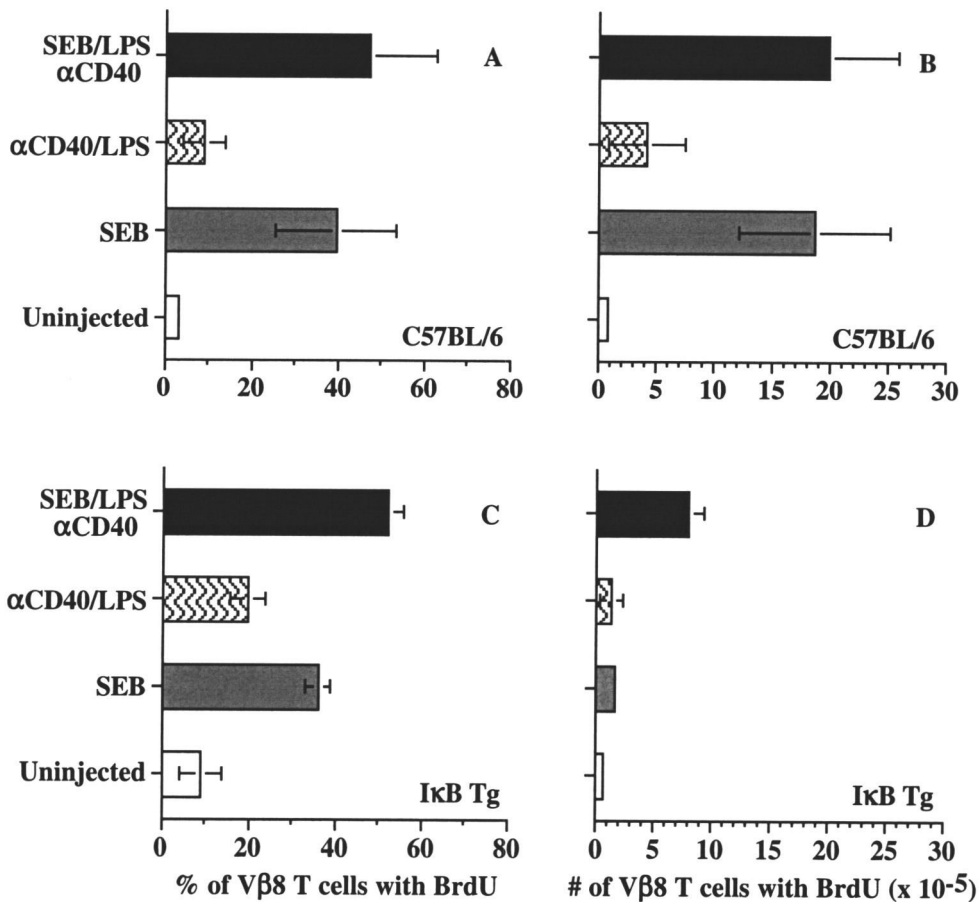 SEB/LPS
αCD40
αCD40/LPS
SEB
Uninjected
A
C57BL/6
0 20 40 60 80
B
C57BL/6
0 5 10 15 20 25 30
SEB/LPS
αCD40
αCD40/LPS
SEB
Uninjected
C
IκB Tg
0 20 40 60 80
% of Vβ8 T cells with BrdU
D
IκB Tg
0 5 10 15 20 25 30
# of Vβ8 T cells with BrdU (x 10-5)